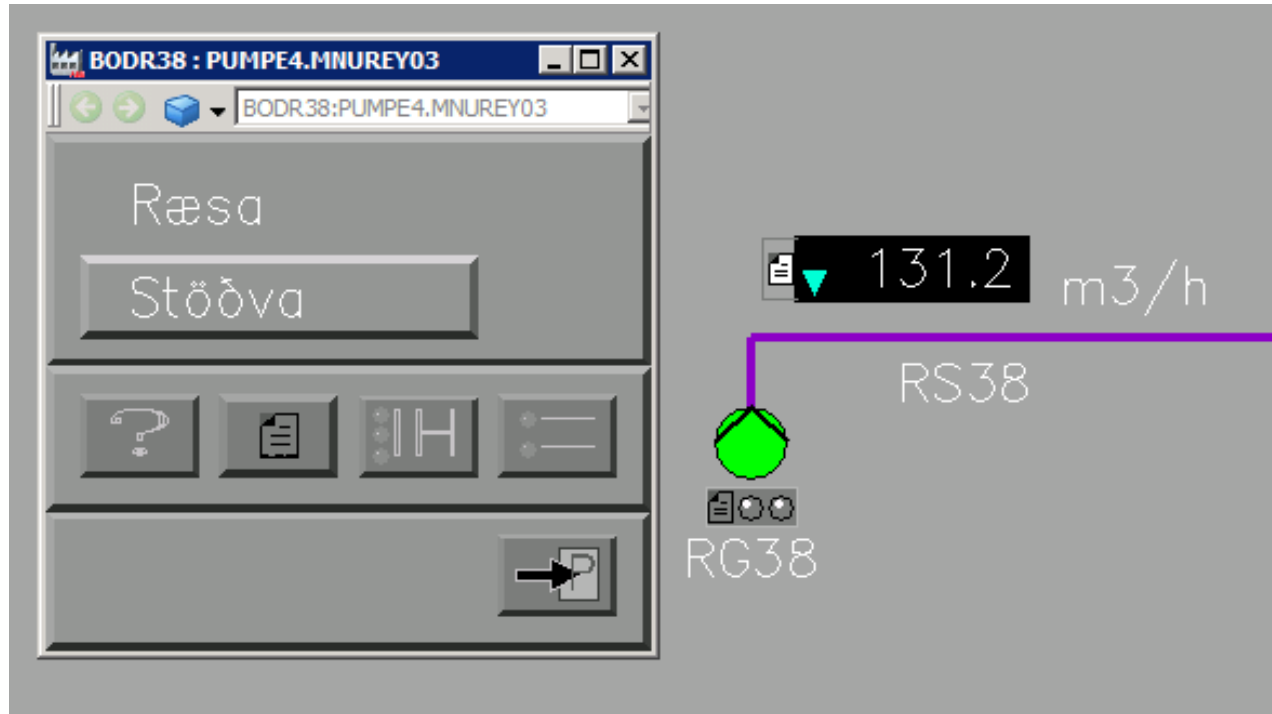 BODR38 : PUMPE4.MNUREY03
BODR38:PUMPE4.MNUREY03
Ræsa
Stöðva
?
P
131.2 m3/h
RS38
RG38